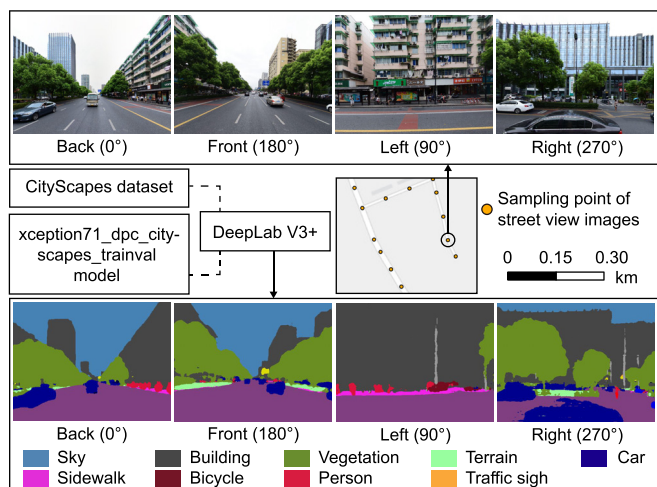 Back (0°) Front (180°) Left (90°) Right (270°)
CityScapes dataset
xception71_dpc_city-
scapes_trainval
model
DeepLab V3+
Sampling point of
street view images
0 0.15 0.30
km
Back (0°) Front (180°) Left (90°) Right (270°)
Sky Building Vegetation Terrain Car
Sidewalk Bicycle Person Traffic sigh